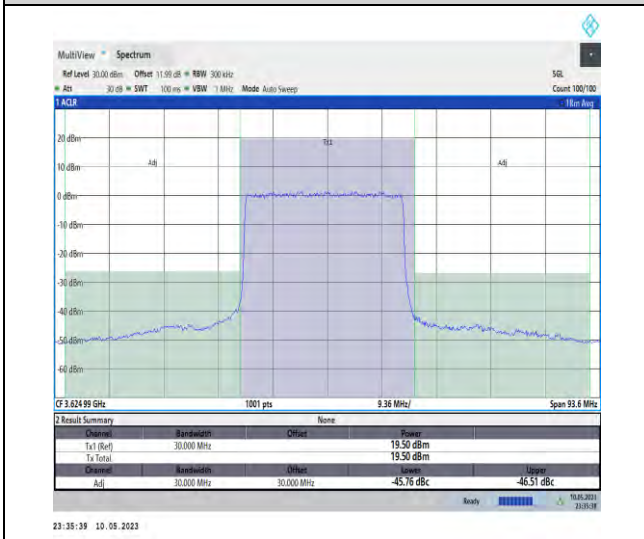 MultiView Spectrum
Ref Level 30.00 dBm Offset 11.99 dB RBW 300 kHz SGL
Att 30 dB SWT 100 ms VBW 1 MHz Mode Auto Sweep Count 100/100
1 ACLR 1Rm Avg
Tx1
20 dBm
Adj Adj
10 dBm
0 dBm
-10 dBm
-20 dBm
-30 dBm
-40 dBm
-50 dBm
-60 dBm
CF 3.62499 GHz 1001 pts 9.36 MHz/ Span 93.6 MHz
2 Result Summary None
Channel Bandwidth Offset Power
Tx1 (Ref) 30.000 MHz 19.50 dBm
Tx Total 19.50 dBm
Channel Bandwidth Offset Lower Upper
Adj 30.000 MHz 30.000 MHz -45.76 dBc -46.51 dBc
Ready 10.05.2023
23:35:38
23:35:39 10.05.2023